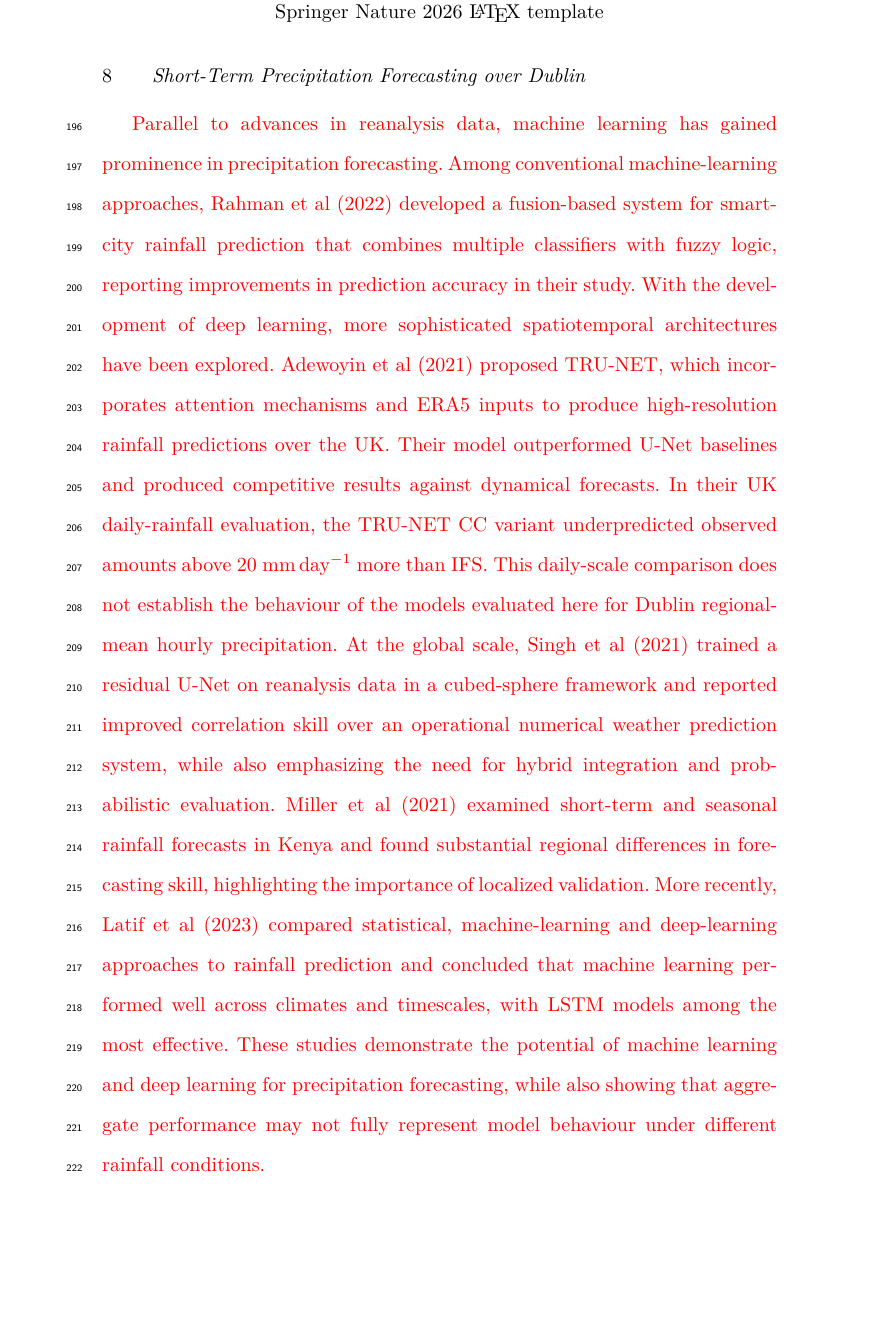 Springer Nature 2026 LATEX template
8 Short-Term Precipitation Forecasting over Dublin
196 Parallel to advances in reanalysis data, machine learning has gained
197 prominence in precipitation forecasting. Among conventional machine-learning
198 approaches, Rahman et al (2022) developed a fusion-based system for smart-
199 city rainfall prediction that combines multiple classifiers with fuzzy logic,
200 reporting improvements in prediction accuracy in their study. With the devel-
201 opment of deep learning, more sophisticated spatiotemporal architectures
202 have been explored. Adewoyin et al (2021) proposed TRU-NET, which incor-
203 porates attention mechanisms and ERA5 inputs to produce high-resolution
204 rainfall predictions over the UK. Their model outperformed U-Net baselines
205 and produced competitive results against dynamical forecasts. In their UK
206 daily-rainfall evaluation, the TRU-NET CC variant underpredicted observed
207 amounts above 20 mm day⁻¹ more than IFS. This daily-scale comparison does
208 not establish the behaviour of the models evaluated here for Dublin regional-
209 mean hourly precipitation. At the global scale, Singh et al (2021) trained a
210 residual U-Net on reanalysis data in a cubed-sphere framework and reported
211 improved correlation skill over an operational numerical weather prediction
212 system, while also emphasizing the need for hybrid integration and prob-
213 abilistic evaluation. Miller et al (2021) examined short-term and seasonal
214 rainfall forecasts in Kenya and found substantial regional differences in fore-
215 casting skill, highlighting the importance of localized validation. More recently,
216 Latif et al (2023) compared statistical, machine-learning and deep-learning
217 approaches to rainfall prediction and concluded that machine learning per-
218 formed well across climates and timescales, with LSTM models among the
219 most effective. These studies demonstrate the potential of machine learning
220 and deep learning for precipitation forecasting, while also showing that aggre-
221 gate performance may not fully represent model behaviour under different
222 rainfall conditions.